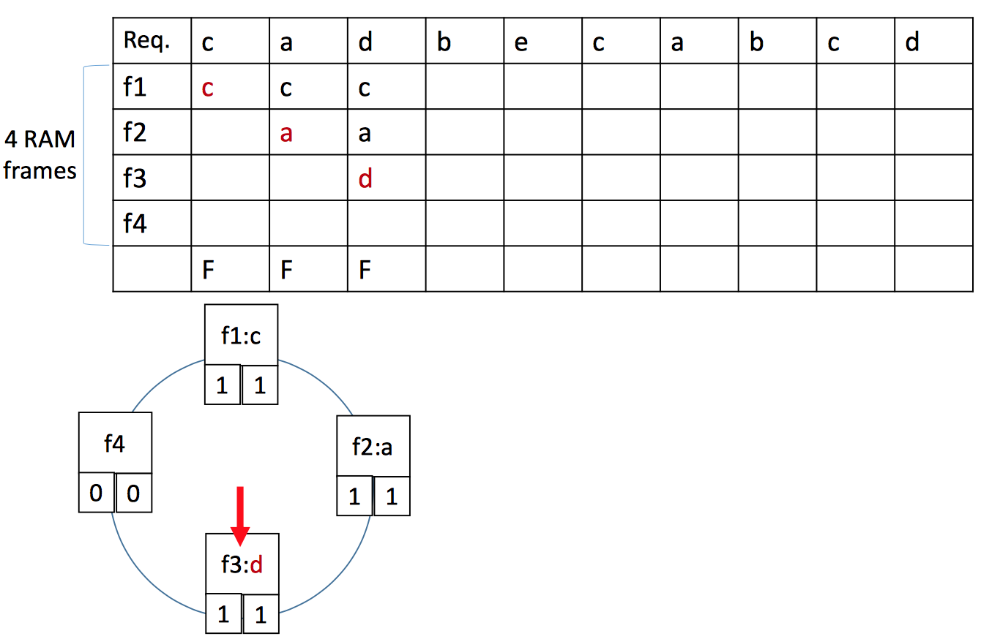 Req. c a d b e c a b c d
f1 c c c
f2 a a
f3 d
f4
F F F
4 RAM
frames
f1:c
1 1
f4
0 0
f2:a
1 1
f3:d
1 1